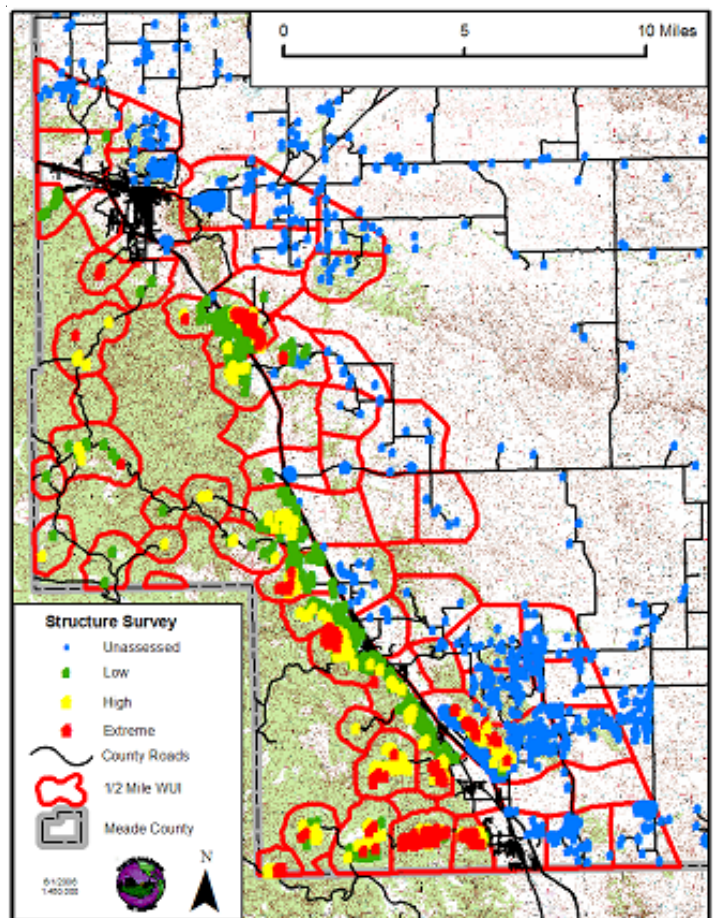 0 5 10 Miles
Structure Survey
Unassessed
Low
High
Extreme
County Roads
1/2 Mile WUI
Meade County
N